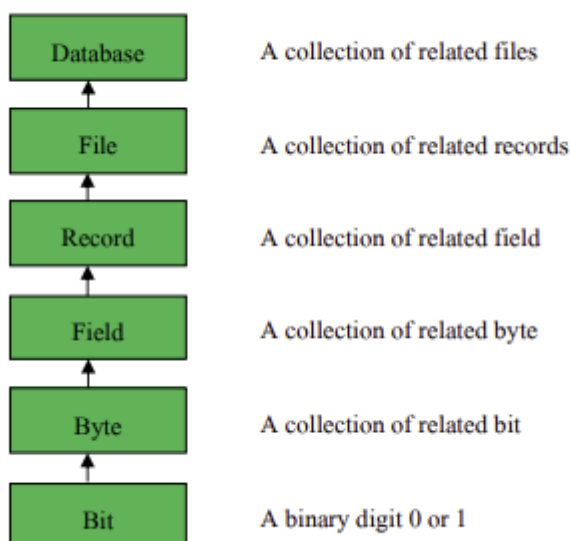 Database A collection of related files
File A collection of related records
Record A collection of related field
Field A collection of related byte
Byte A collection of related bit
Bit A binary digit 0 or 1